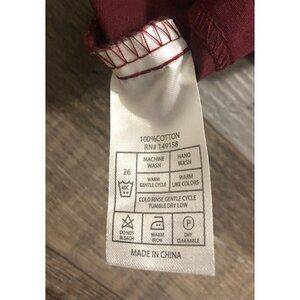 100%COTTON
RN# 149158
26
MACHINE WASH
HAND WASH
40C
WARM GENTLE CYCLE
WARM LIKE COLORS
COLD RINSE GENTLE CYCLE
TUMBLE DRY LOW
DO NOT BLEACH
WARM IRON
P
DRY CLEANABLE
MADE IN CHINA